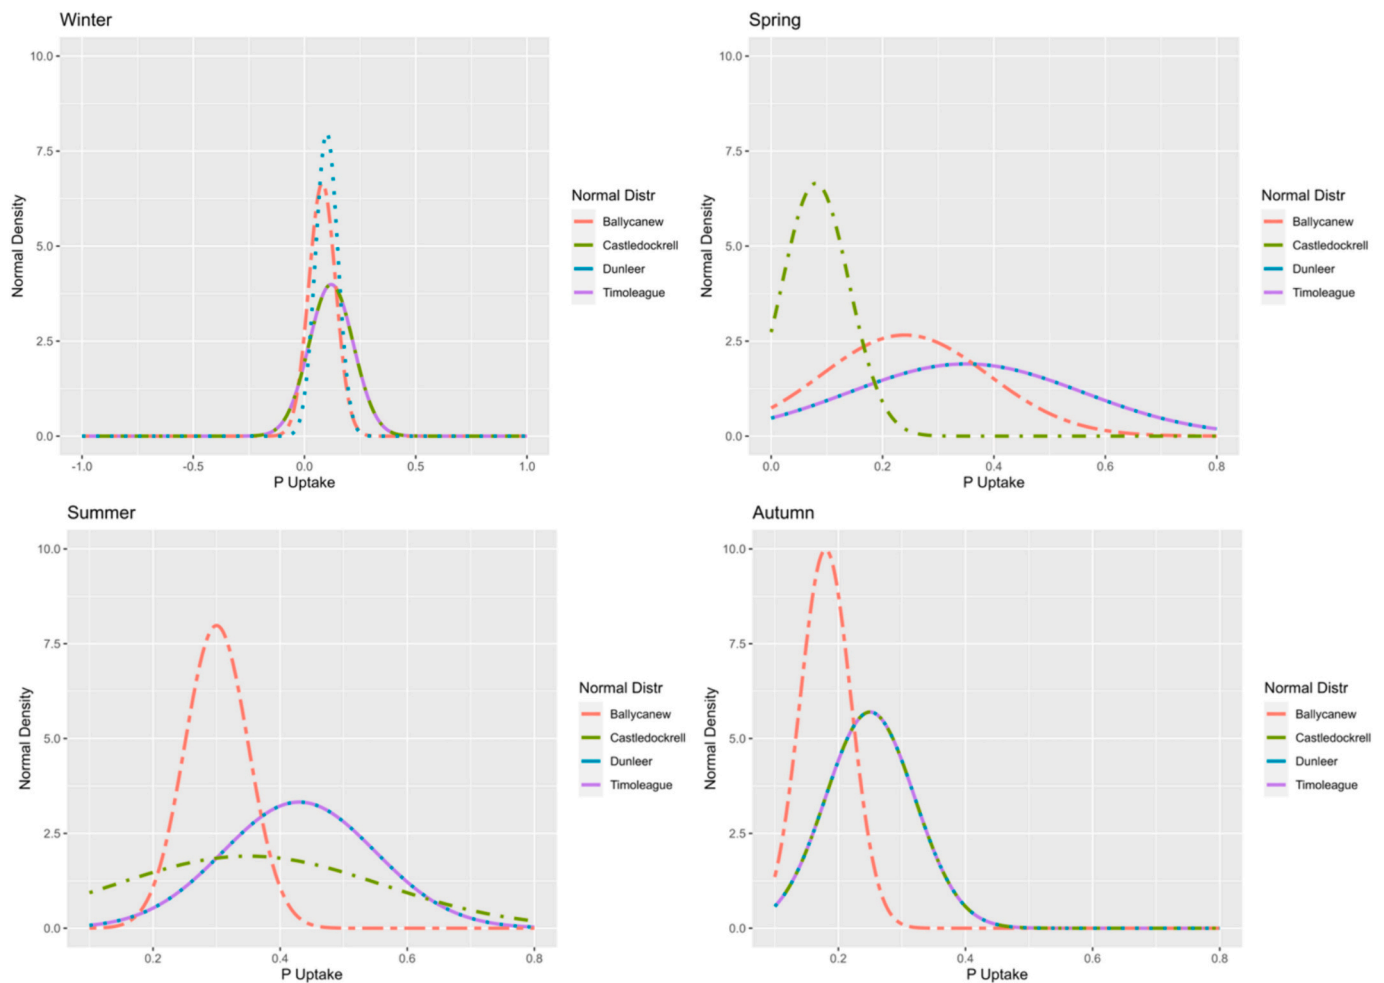 Winter
10.0
7.5
5.0
2.5
0.0
Normal Density
-1.0 -0.5 0.0 0.5 1.0
P Uptake
Normal Distr
Ballycanew
Castledockrell
Dunleer
Timoleague
Spring
10.0
7.5
5.0
2.5
0.0
Normal Density
0.0 0.2 0.4 0.6 0.8
P Uptake
Normal Distr
Ballycanew
Castledockrell
Dunleer
Timoleague
Summer
10.0
7.5
5.0
2.5
0.0
Normal Density
0.2 0.4 0.6 0.8
P Uptake
Normal Distr
Ballycanew
Castledockrell
Dunleer
Timoleague
Autumn
10.0
7.5
5.0
2.5
0.0
Normal Density
0.2 0.4 0.6 0.8
P Uptake
Normal Distr
Ballycanew
Castledockrell
Dunleer
Timoleague